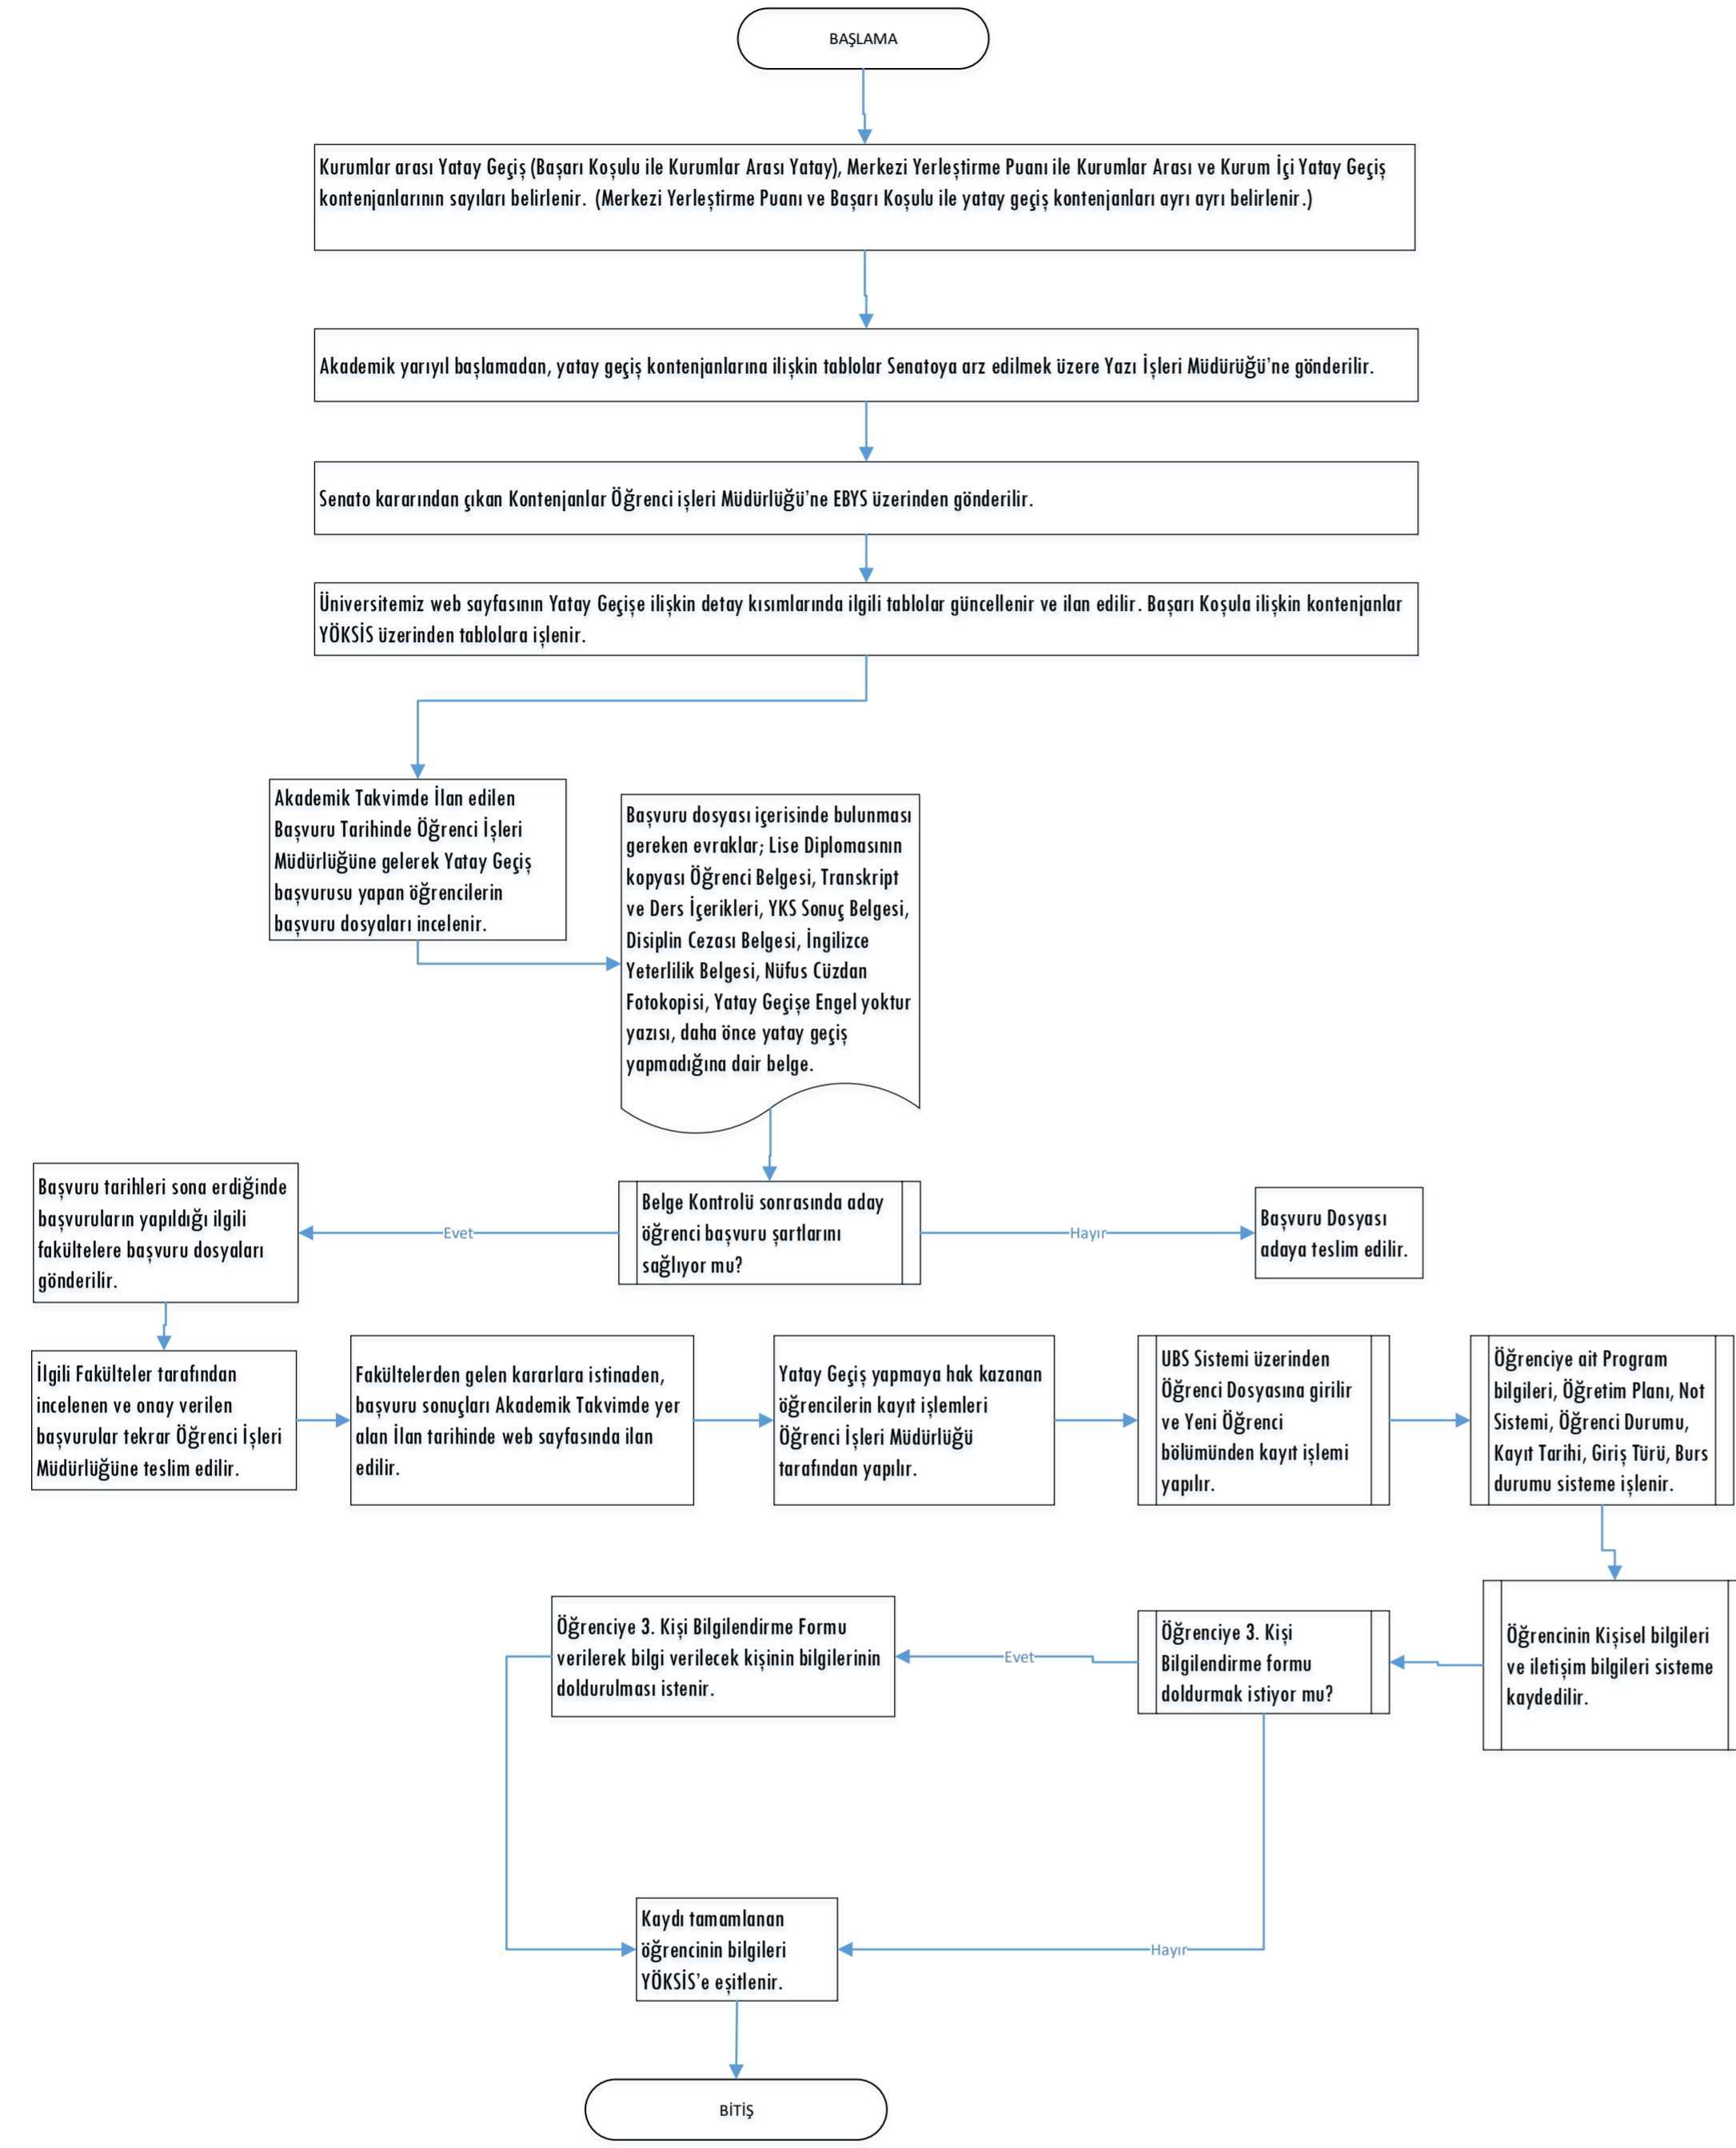 BAŞLAMA
Kurumlar arası Yatay Geçiş (Başarı Koşulu ile Kurumlar Arası Yatay), Merkezi Yerleştirme Puanı ile Kurumlar Arası ve Kurum İçi Yatay Geçiş
kontenjanlarının sayıları belirlenir. (Merkezi Yerleştirme Puanı ve Başarı Koşulu ile yatay geçiş kontenjanları ayrı ayrı belirlenir.)
Akademik yarıyıl başlamadan, yatay geçiş kontenjanlarına ilişkin tablolar Senatoya arz edilmek üzere Yazı İşleri Müdürüğü'ne gönderilir.
Senato kararından çıkan Kontenjanlar Öğrenci işleri Müdürlüğü'ne EBYS üzerinden gönderilir.
Üniversitemiz web sayfasının Yatay Geçişe ilişkin detay kısımlarında ilgili tablolar güncellenir ve ilan edilir. Başarı Koşula ilişkin kontenjanlar
YÖKSİS üzerinden tablolara işlenir.
Akademik Takvimde İlan edilen
Başvuru Tarihinde Öğrenci İşleri
Müdürlüğüne gelerek Yatay Geçiş
başvurusu yapan öğrencilerin
başvuru dosyaları incelenir.
Başvuru dosyası içerisinde bulunması
gereken evraklar; Lise Diplomasının
kopyası Öğrenci Belgesi, Transkript
ve Ders İçerikleri, YKS Sonuç Belgesi,
Disiplin Cezası Belgesi, İngilizce
Yeterlilik Belgesi, Nüfus Cüzdan
Fotokopisi, Yatay Geçişe Engel yoktur
yazısı, daha önce yatay geçiş
yapmadığına dair belge.
Başvuru tarihleri sona erdiğinde
başvuruların yapıldığı ilgili
fakültelere başvuru dosyaları
gönderilir.
Evet
Belge Kontrolü sonrasında aday
öğrenci başvuru şartlarını
sağlıyor mu?
Hayır
Başvuru Dosyası
adaya teslim edilir.
İlgili Fakülteler tarafından
incelenen ve onay verilen
başvurular tekrar Öğrenci İşleri
Müdürlüğüne teslim edilir.
Fakültelerden gelen kararlara istinaden,
başvuru sonuçları Akademik Takvimde yer
alan İlan tarihinde web sayfasında ilan
edilir.
Yatay Geçiş yapmaya hak kazanan
öğrencilerin kayıt işlemleri
Öğrenci İşleri Müdürlüğü
tarafından yapılır.
UBS Sistemi üzerinden
Öğrenci Dosyasına girilir
ve Yeni Öğrenci
bölümünden kayıt işlemi
yapılır.
Öğrenciye ait Program
bilgileri, Öğretim Planı, Not
Sistemi, Öğrenci Durumu,
Kayıt Tarihi, Giriş Türü, Burs
durumu sisteme işlenir.
Öğrenciye 3. Kişi Bilgilendirme Formu
verilerek bilgi verilecek kişinin bilgilerinin
doldurulması istenir.
Evet
Öğrenciye 3. Kişi
Bilgilendirme formu
doldurmak istiyor mu?
Öğrencinin Kişisel bilgileri
ve iletişim bilgileri sisteme
kaydedilir.
Kaydı tamamlanan
öğrencinin bilgileri
YÖKSİS'e eşitlenir.
Hayır
BİTİŞ